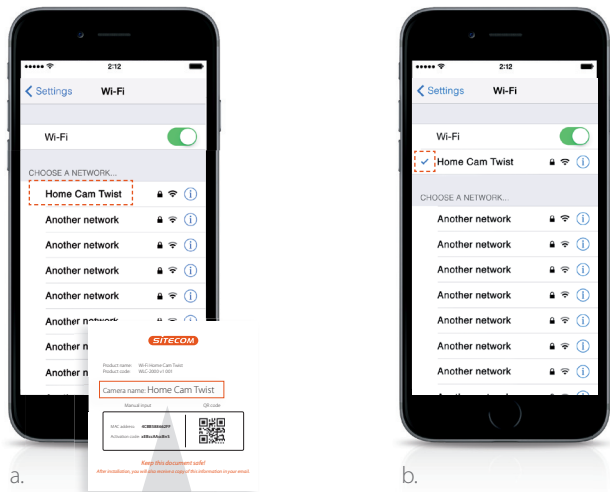 2:12
Settings Wi-Fi
Wi-Fi
CHOOSE A NETWORK...
Home Cam Twist
Another network
Another network
Another network
Another network
Another network
Another n
Another n
SITECOM
Product name: Wi-Fi Home Cam Twist
Product code:
Camera name: Home Cam Twist
Manual input QR code
MAC address
Activation code
Keep this document safe!
After installation, you will also receive a copy of this information in your email.
a.
2:12
Settings Wi-Fi
Wi-Fi
Home Cam Twist
CHOOSE A NETWORK...
Another network
Another network
Another network
Another network
Another network
Another network
Another network
b.